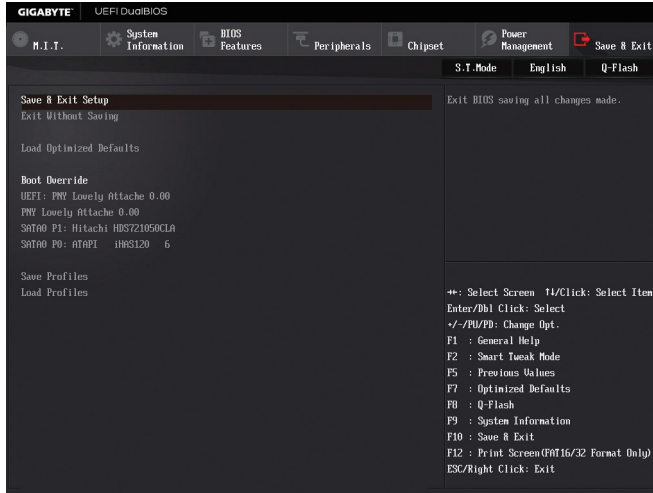 GIGABYTE™ UEFI DualBIOS
M.I.T.
System Information
BIOS Features
Peripherals
Chipset
Power Management
Save & Exit
S.T.Mode English Q-Flash
Save & Exit Setup
Exit Without Saving
Load Optimized Defaults
Boot Override
UEFI: PNY Lovely Attache 0.00
PNY Lovely Attache 0.00
SATA0 P1: Hitachi HDS721050CLA
SATA0 P0: ATAPI iHAS120 6
Save Profiles
Load Profiles
Exit BIOS saving all changes made.
→←: Select Screen ↑↓/Click: Select Item
Enter/Dbl Click: Select
+/-/PU/PD: Change Opt.
F1 : General Help
F2 : Smart Tweak Mode
F5 : Previous Values
F7 : Optimized Defaults
F8 : Q-Flash
F9 : System Information
F10 : Save & Exit
F12 : Print Screen(FAT16/32 Format Only)
ESC/Right Click: Exit